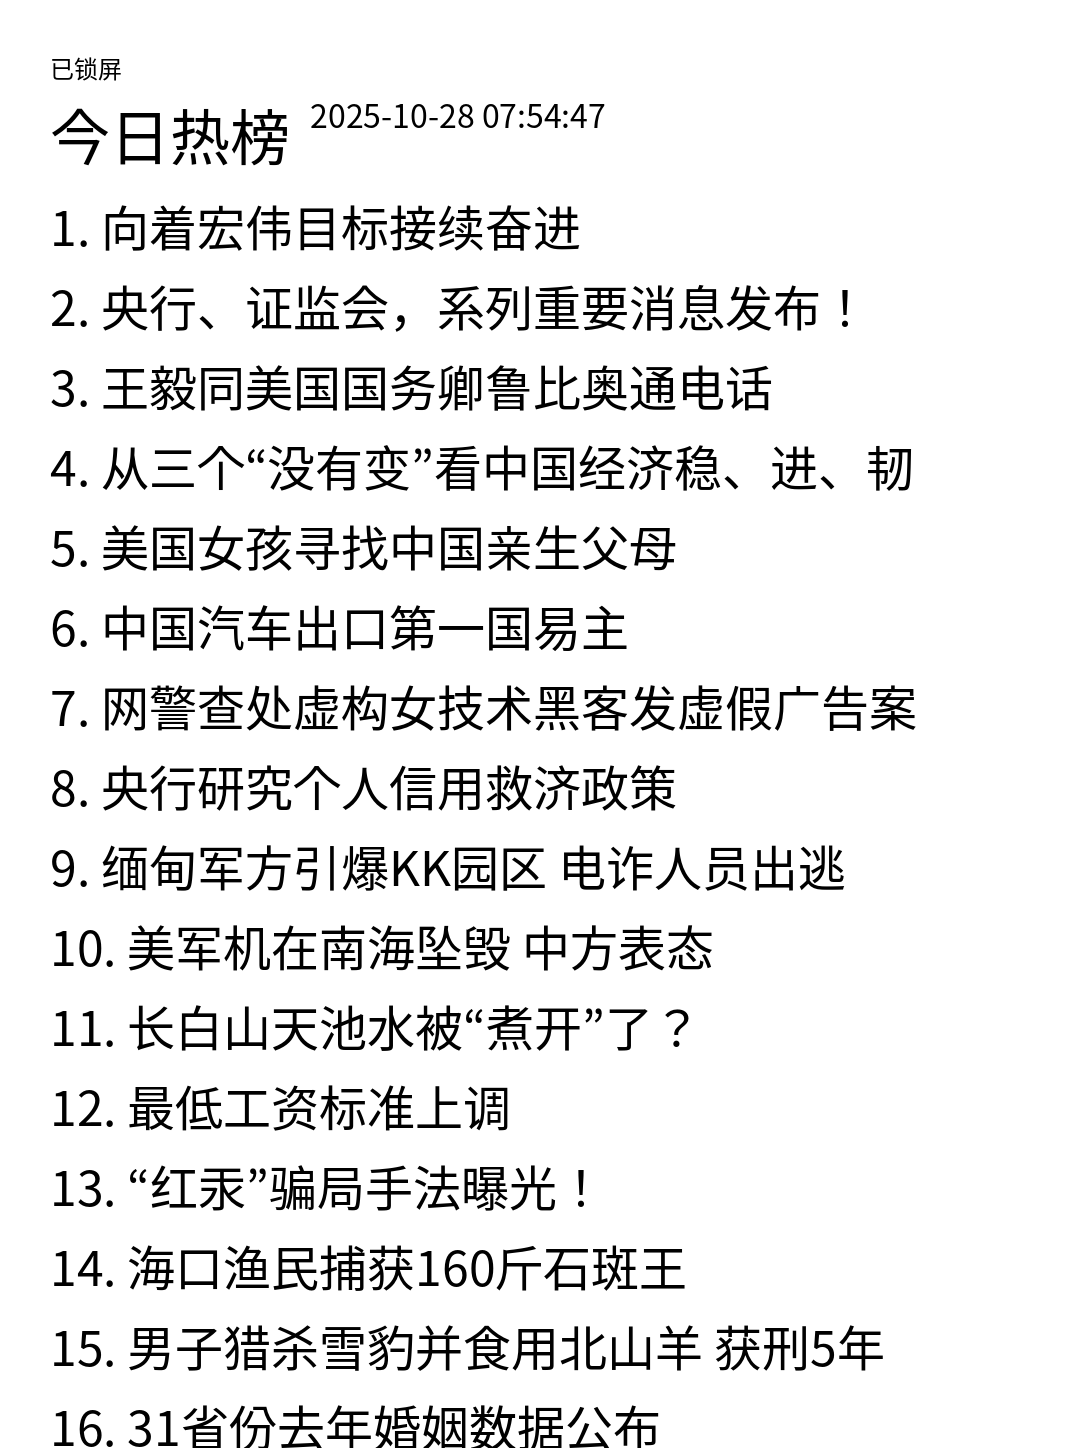 已锁屏
今日热榜 2025-10-28 07:54:47
1. 向着宏伟目标接续奋进
2. 央行、证监会，系列重要消息发布！
3. 王毅同美国国务卿鲁比奥通电话
4. 从三个“没有变”看中国经济稳、进、韧
5. 美国女孩寻找中国亲生父母
6. 中国汽车出口第一国易主
7. 网警查处虚构女技术黑客发虚假广告案
8. 央行研究个人信用救济政策
9. 缅甸军方引爆KK园区 电诈人员出逃
10. 美军机在南海坠毁 中方表态
11. 长白山天池水被“煮开”了？
12. 最低工资标准上调
13. “红汞”骗局手法曝光！
14. 海口渔民捕获160斤石斑王
15. 男子猎杀雪豹并食用北山羊 获刑5年
16. 31省份去年婚姻数据公布